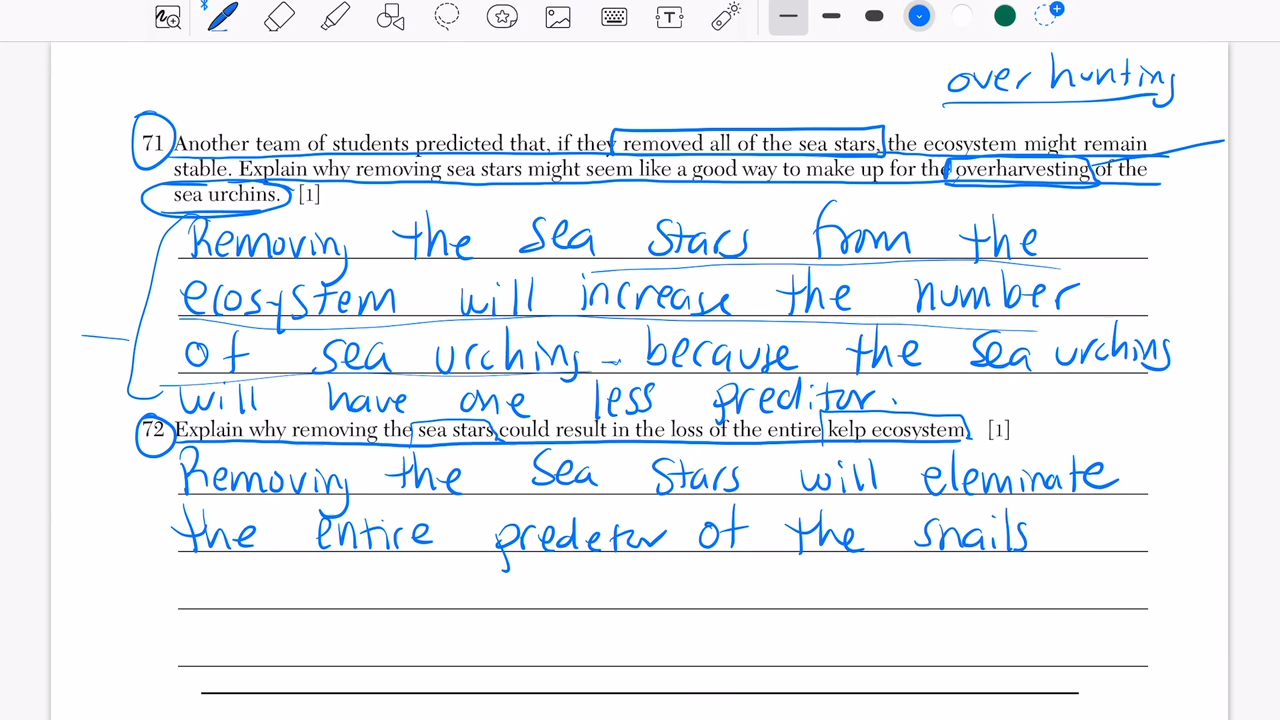 over hunting
71 Another team of students predicted that, if they removed all of the sea stars, the ecosystem might remain
stable. Explain why removing sea stars might seem like a good way to make up for the overharvesting of the
sea urchins. [1]
Removing the sea stars from the
ecosystem will increase the number
of sea urchins because the sea urchins
will have one less preditor.
72 Explain why removing the sea stars could result in the loss of the entire kelp ecosystem. [1]
Removing the sea stars will eleminate
the entire predetor of the snails